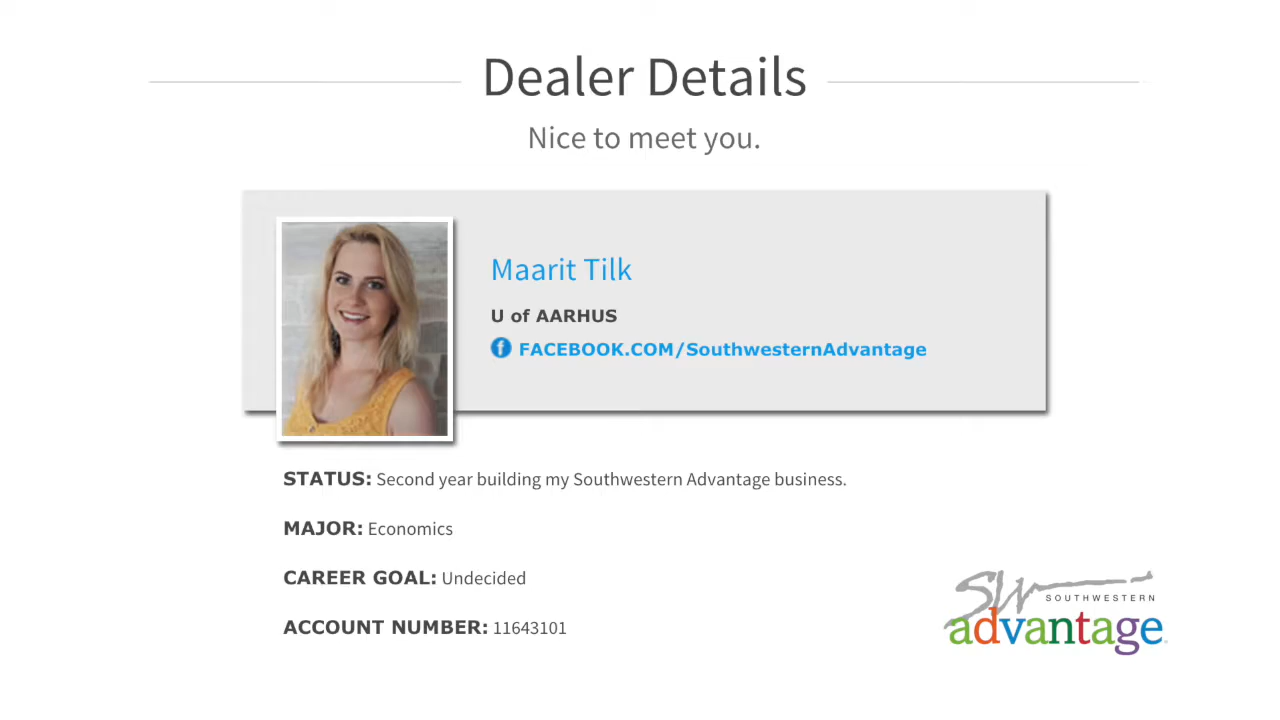 Dealer Details
Nice to meet you.
Maarit Tilk
U of AARHUS
f FACEBOOK.COM/SouthwesternAdvantage
STATUS: Second year building my Southwestern Advantage business.
MAJOR: Economics
CAREER GOAL: Undecided
ACCOUNT NUMBER: 11643101
SW SOUTHWESTERN
advantage